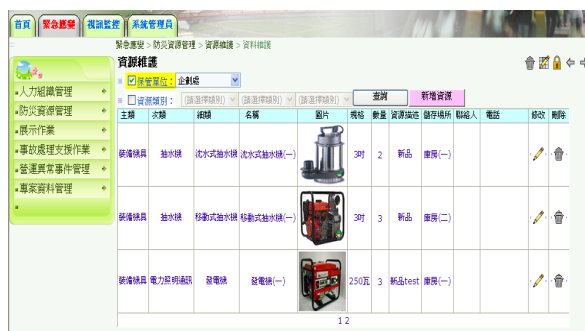 首頁 緊急應變 視訊監控 系統管理員
緊急應變 > 防災資源管理 > 資源維護 > 資料維護
資源維護
保管單位： 企劃處
資源類別： (請選擇類別) (請選擇類別) (請選擇類別) 查詢 新增資源
人力組織管理
防災資源管理
展示作業
事故處理支援作業
營運異常事件管理
專案資料管理
主類 次類 細類 名稱 圖片 規格 數量 資源描述 儲存場所 聯絡人 電話 修改 刪除
裝備機具 抽水機 沈水式抽水機 沈水式抽水機(一) 3吋 2 新品 庫房(一)
裝備機具 抽水機 移動式抽水機 移動式抽水機(一) 3吋 3 新品 庫房(二)
裝備機具 電力照明通訊 發電機 發電機(一) 250瓦 3 新品test 庫房(一)
1 2